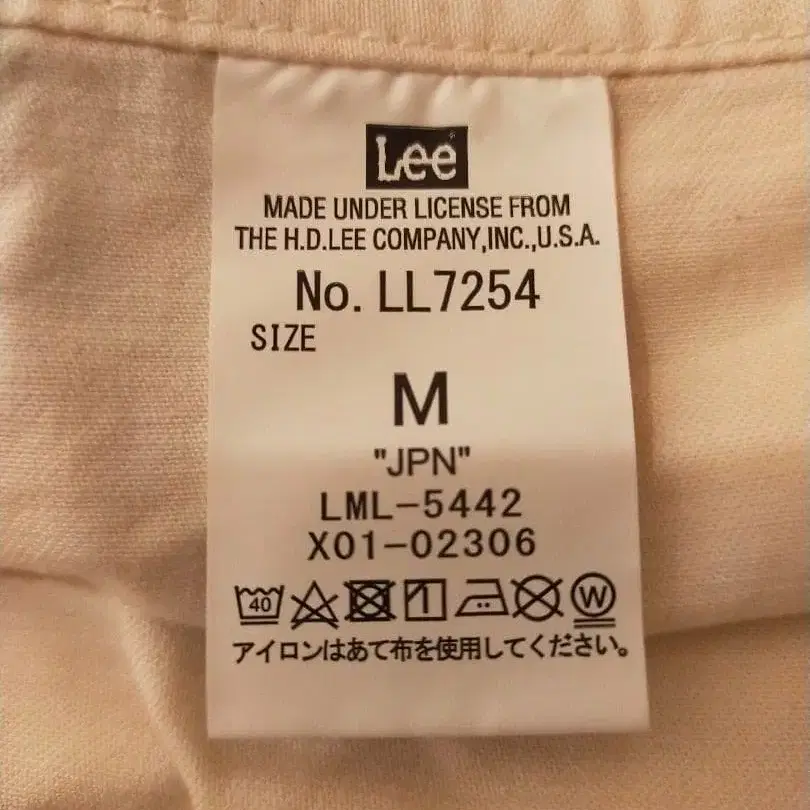 Lee
MADE UNDER LICENSE FROM
THE H.D.LEE COMPANY,INC.,U.S.A.
No. LL7254
SIZE
M
"JPN"
LML-5442
X01-02306
40 W
アイロンはあて布を使用してください。